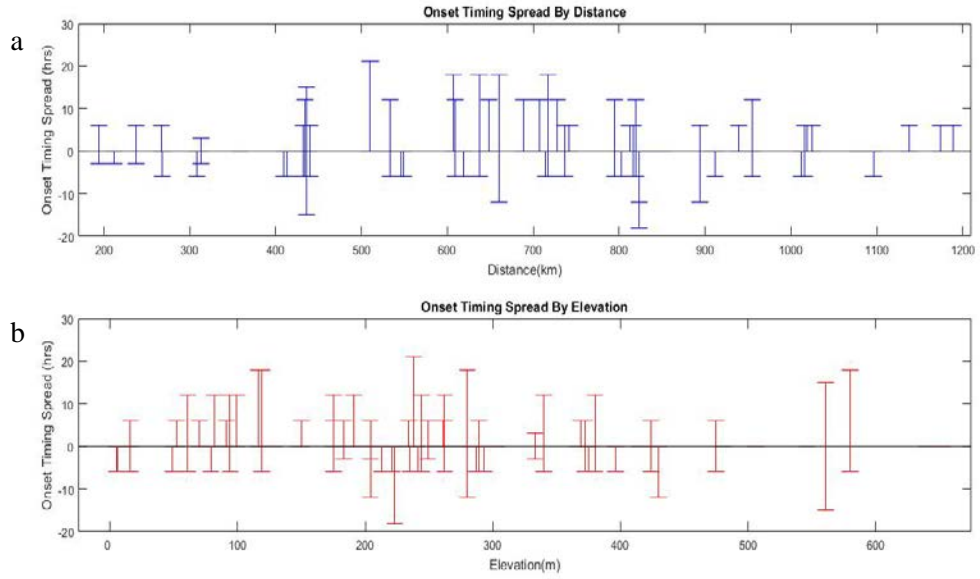 a
Onset Timing Spread By Distance
Onset Timing Spread (hrs)
30
20
10
0
-10
-20
200 300 400 500 600 700 800 900 1000 1100 1200
Distance(km)
b
Onset Timing Spread By Elevation
Onset Timing Spread (hrs)
30
20
10
0
-10
-20
0 100 200 300 400 500 600
Elevation(m)